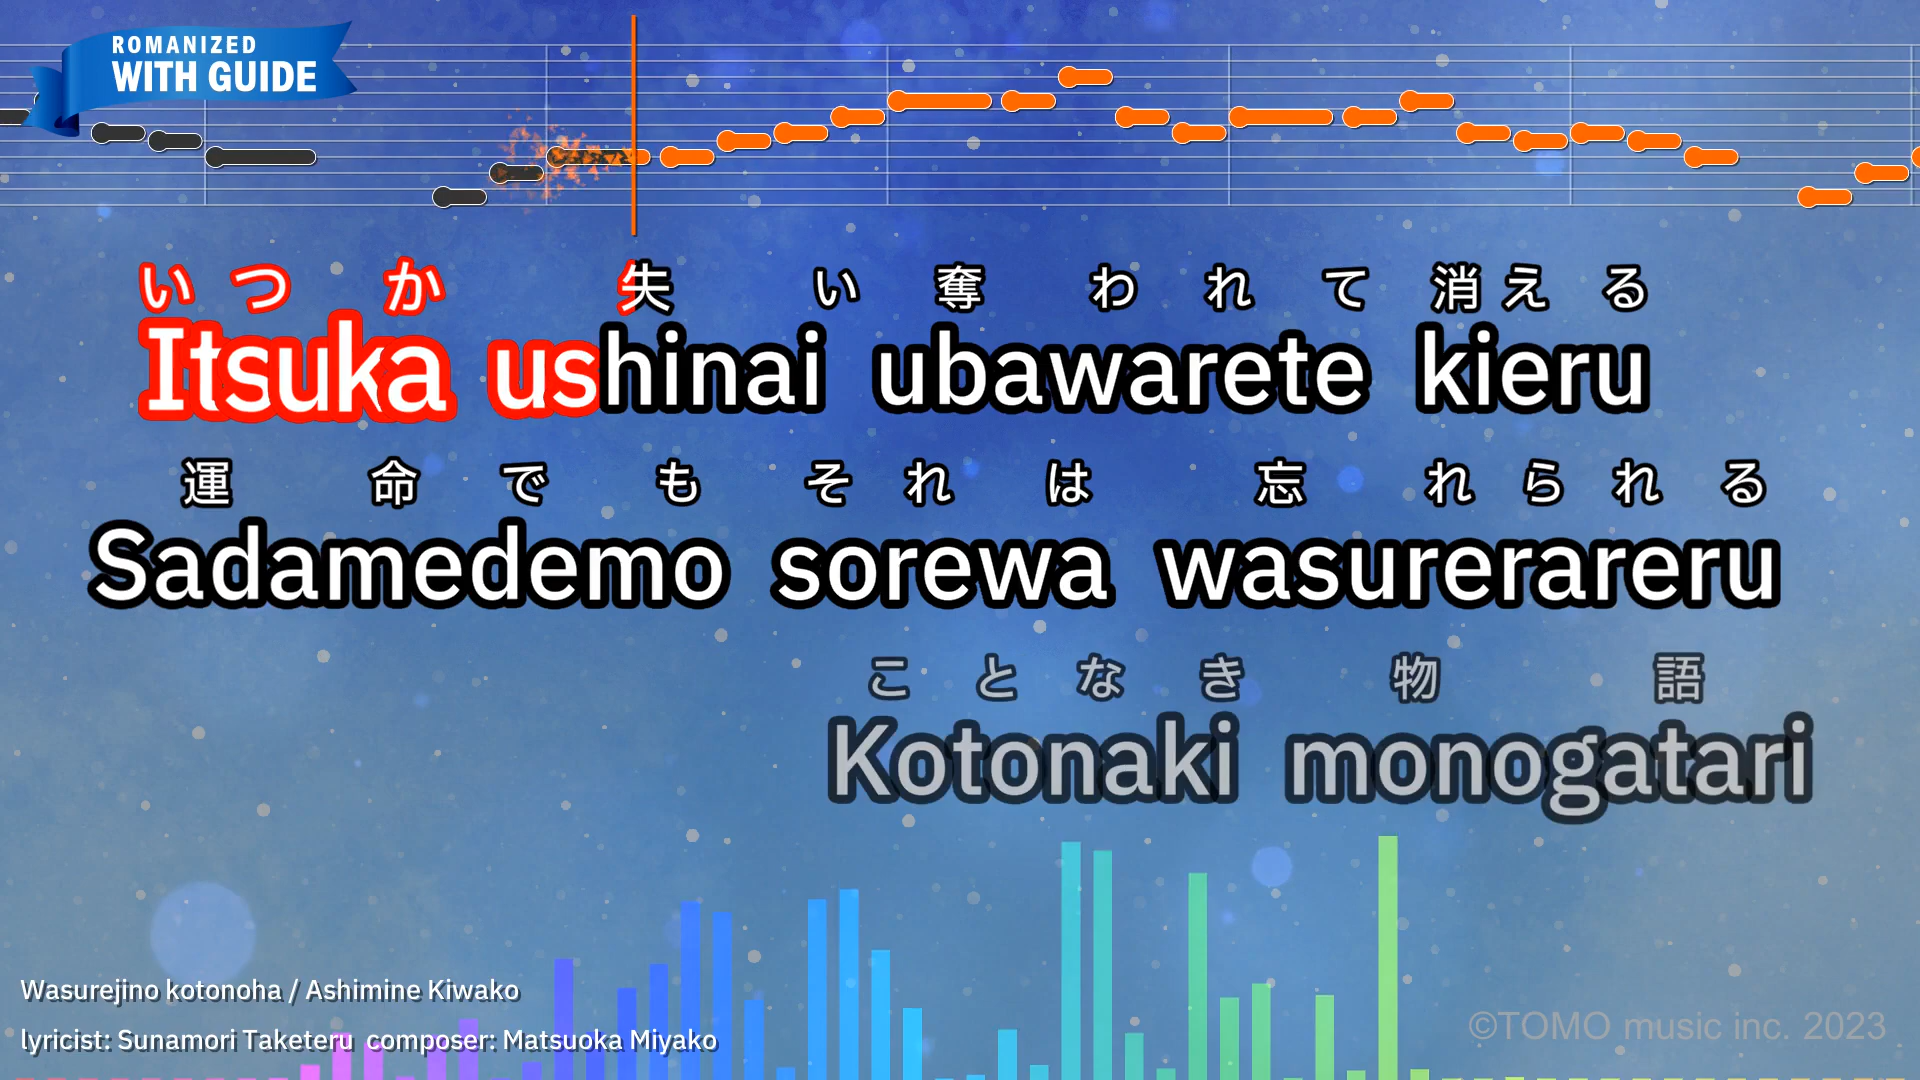 ROMANIZED
WITH GUIDE
いつか 失い 奪われて 消える
Itsuka ushinai ubawarete kieru
運命でも それは 忘れられる
Sadamedemo sorewa wasurerareru
ことなき 物語
Kotonaki monogatari
Wasurejino kotonoha / Ashimine Kiwako
lyricist: Sunamori Taketeru composer: Matsuoka Miyako
©TOMO music inc. 2023